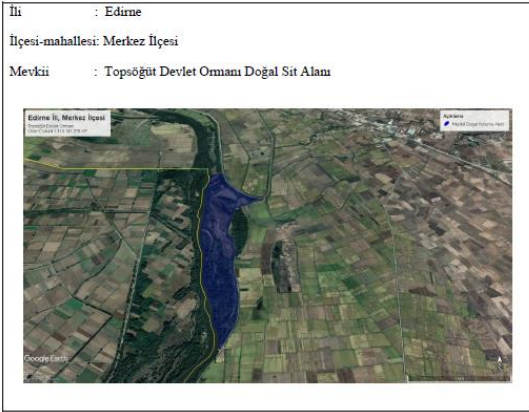 İli : Edirne
İlçesi-mahallesi: Merkez İlçesi
Mevkii : Topsöğüt Devlet Ormanı Doğal Sit Alanı
Edirne İl, Merkez İlçesi
Açıklama
Google Earth